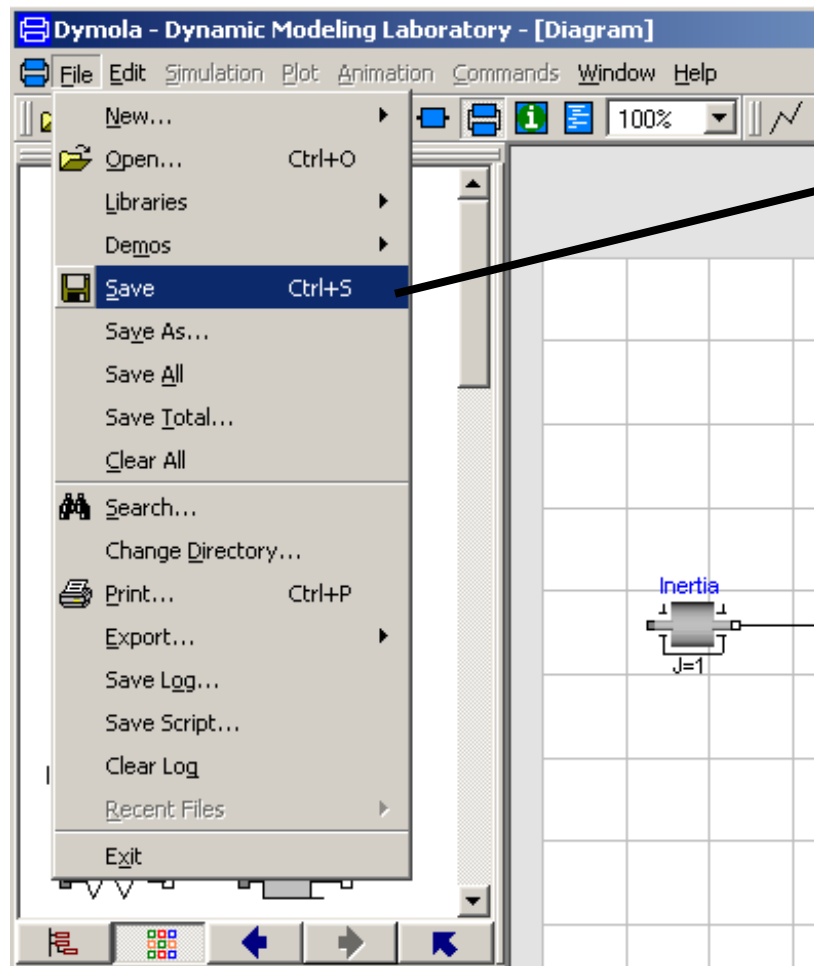 Dymola - Dynamic Modeling Laboratory - [Diagram]
File Edit Simulation Plot Animation Commands Window Help
100%
New...
Open... Ctrl+O
Libraries
Demos
Save Ctrl+S
Save As...
Save All
Save Total...
Clear All
Search...
Change Directory...
Print... Ctrl+P
Export...
Save Log...
Save Script...
Clear Log
Recent Files
Exit
Inertia
J=1